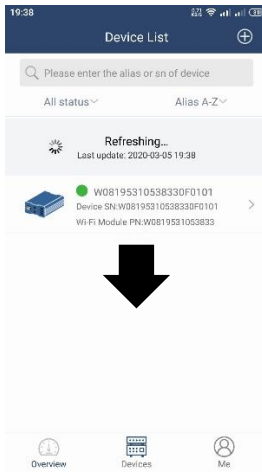 19:38
Device List
Please enter the alias or sn of device
All status
Alias A-Z
Refreshing...
Last update: 2020-03-05 19:38
W08195310538330F0101
Device SN:W08195310538330F0101
Wi-Fi Module PN:W0819531053833
Overview
Devices
Me